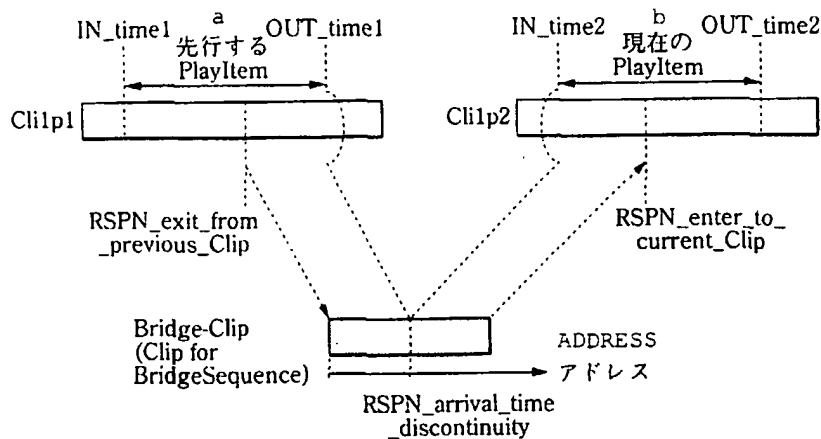 a
IN_time1
先行する
OUT_time1
PlayItem
Cli1p1
RSPN_exit_from_
_previous_Clip
b
IN_time2
現在の
OUT_time2
PlayItem
Cli1p2
RSPN_enter_to_
current_Clip
Bridge-Clip
(Clip for
BridgeSequence)
ADDRESS
アドレス
RSPN_arrival_time
_discontinuity